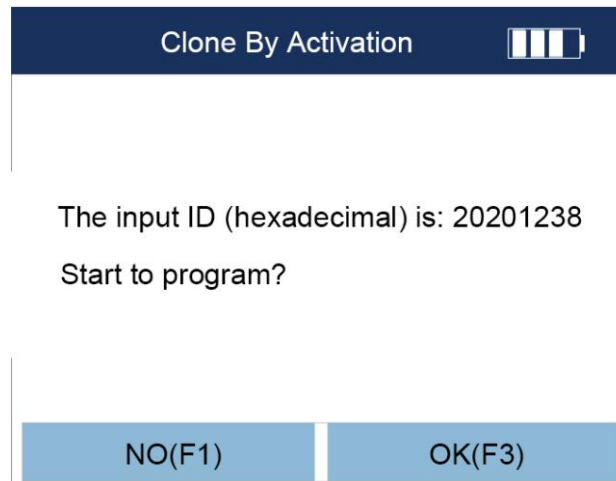 Clone By Activation
The input ID (hexadecimal) is: 20201238
Start to program?
NO(F1)
OK(F3)